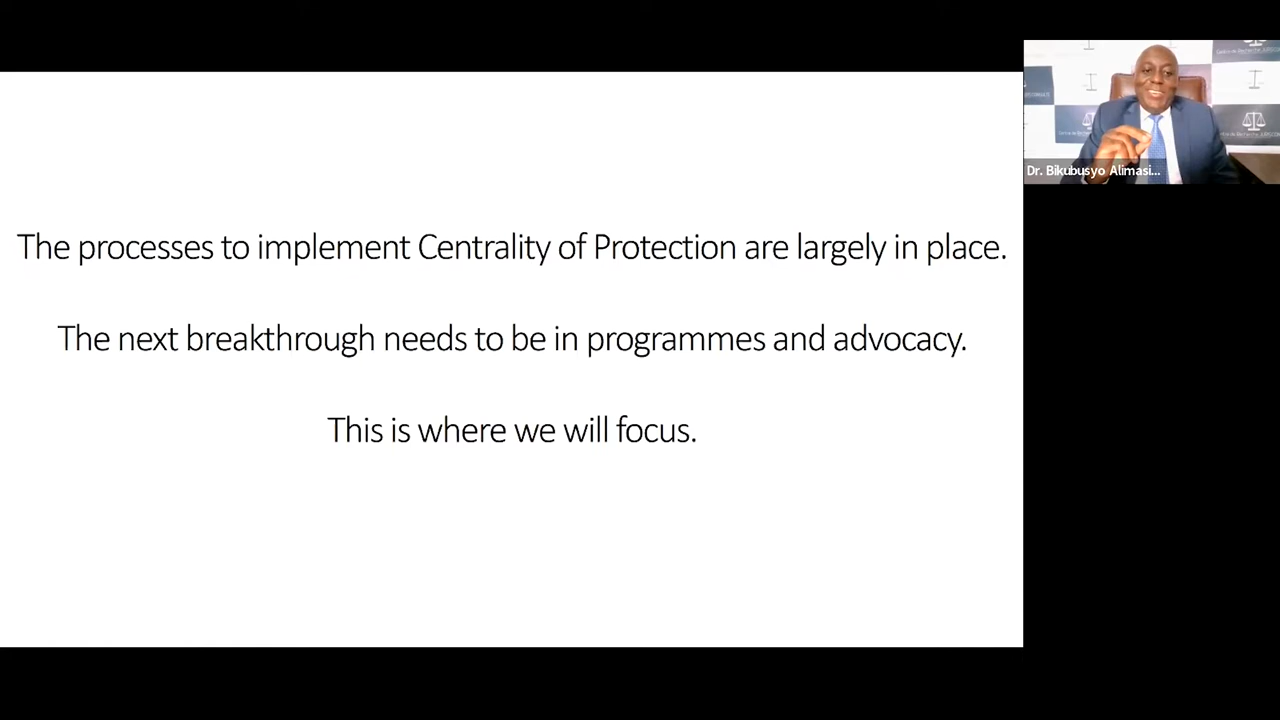 The processes to implement Centrality of Protection are largely in place.
The next breakthrough needs to be in programmes and advocacy.
This is where we will focus.
Dr. Bikubusyo Alimasi...